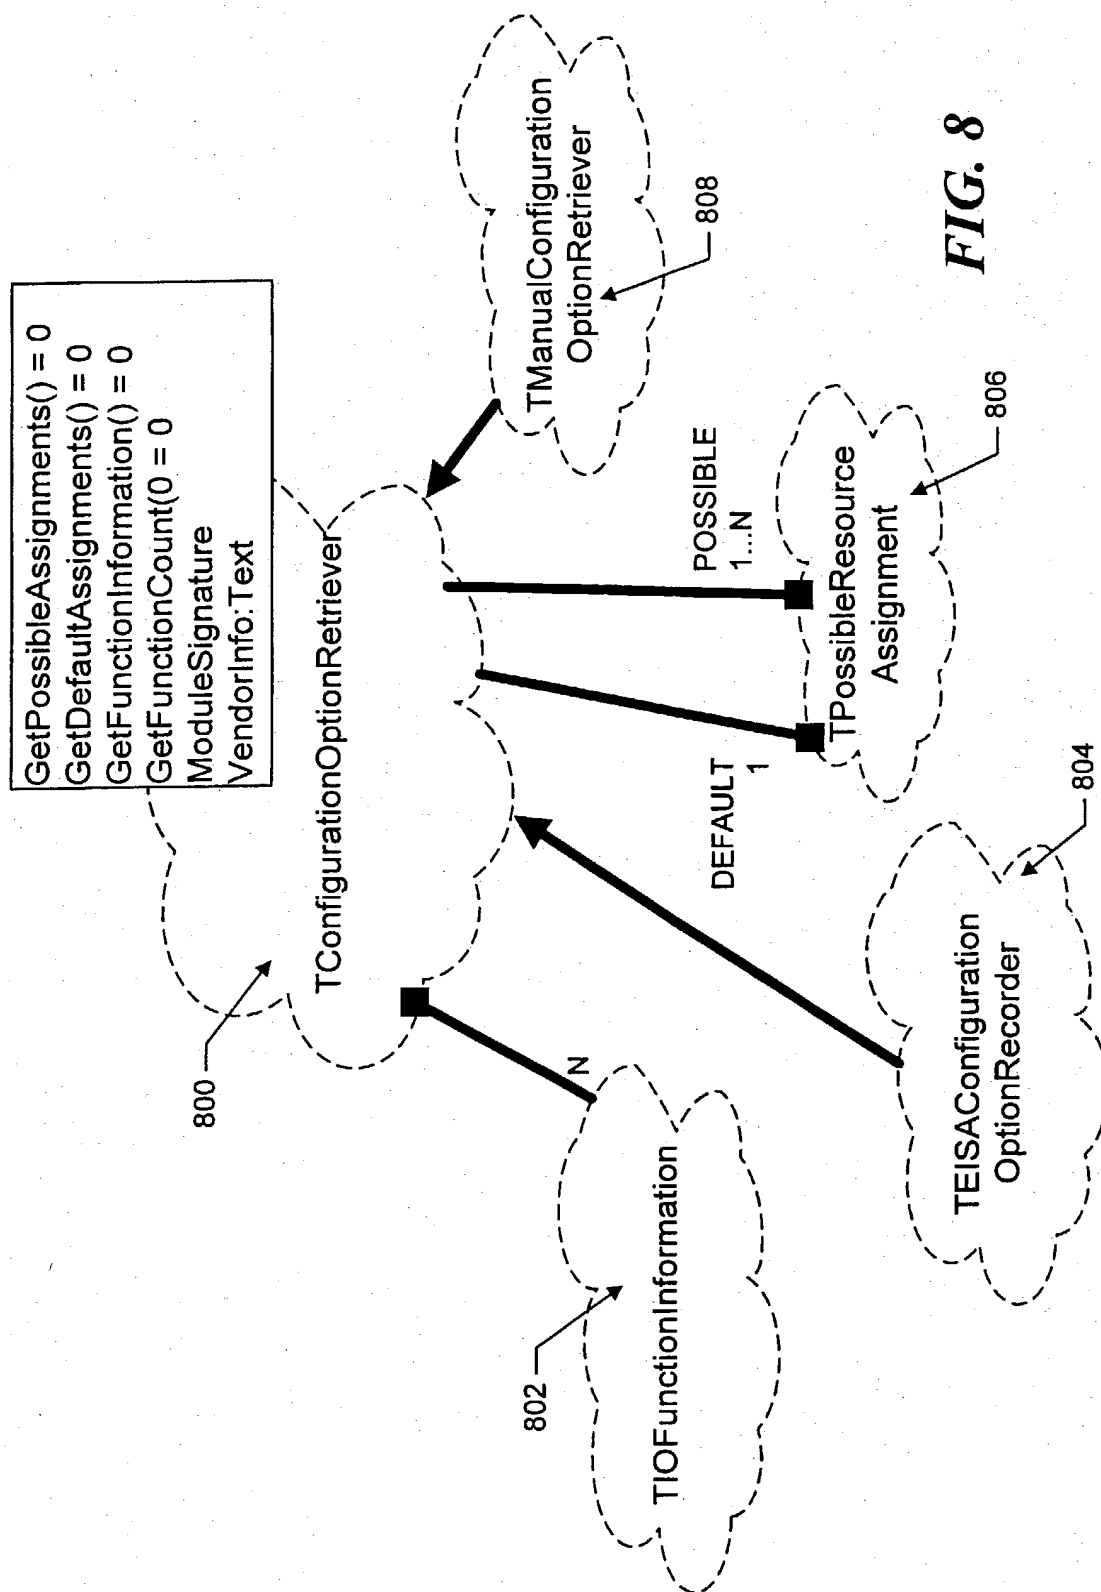 GetPossibleAssignments() = 0
GetDefaultAssignments() = 0
GetFunctionInformation() = 0
GetFunctionCount(0 = 0
ModuleSignature
VendorInfo:Text
TConfigurationOptionRetriever
800
N
TIOFunctionInformation
802
TEISAConfiguration
OptionRecorder
804
DEFAULT
1
POSSIBLE
1...N
TPossibleResource
Assignment
806
TManualConfiguration
OptionRetriever
808
FIG. 8